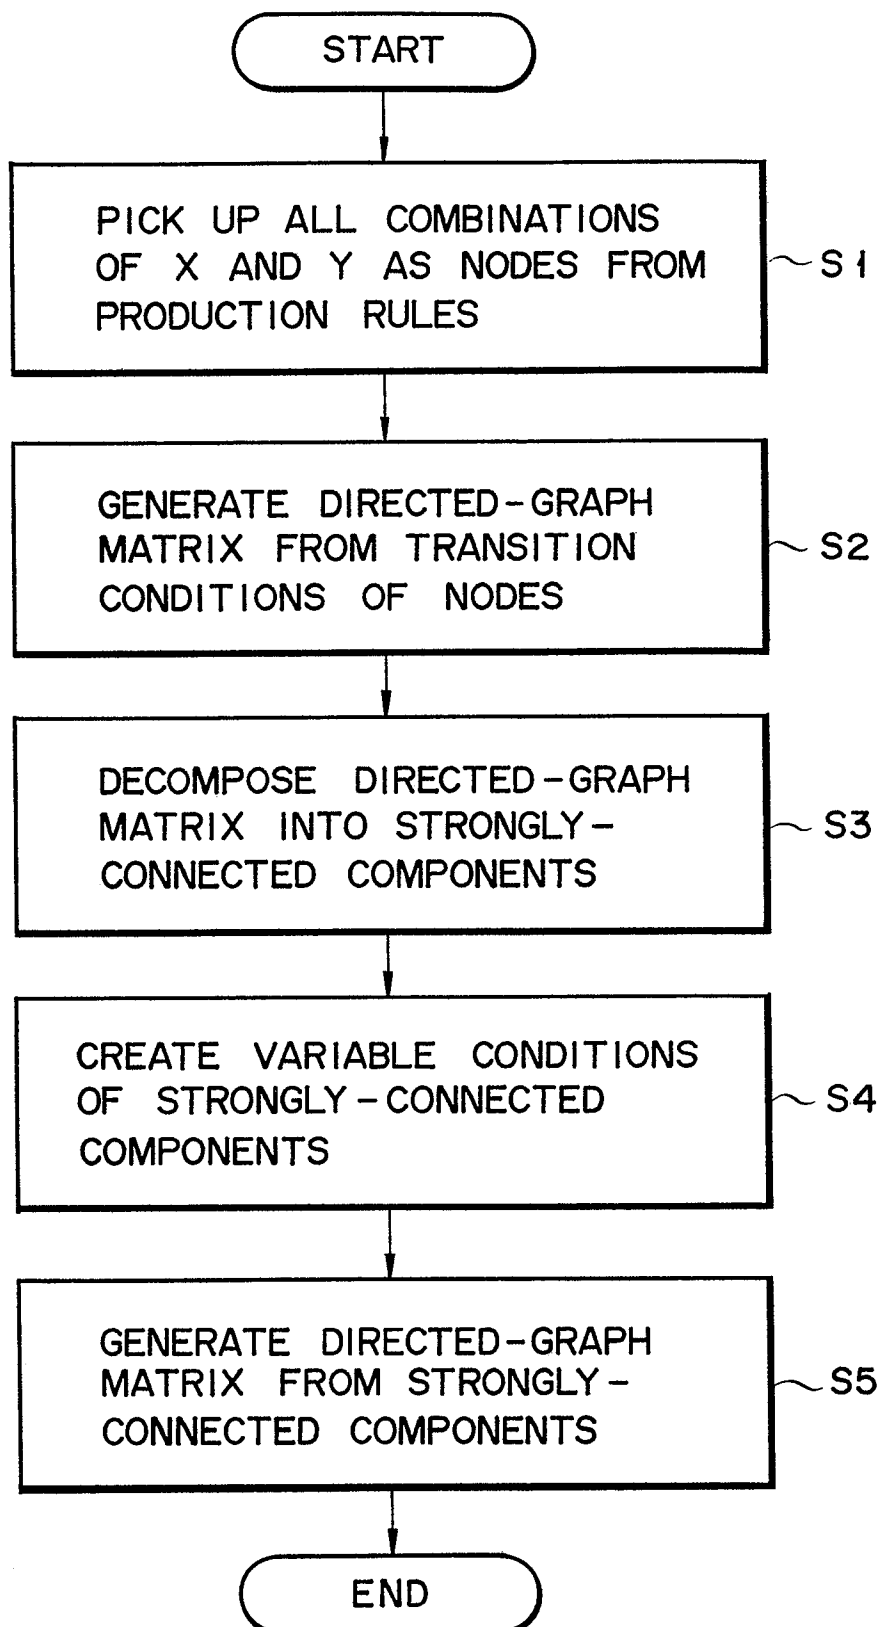 START
PICK UP ALL COMBINATIONS
OF X AND Y AS NODES FROM
PRODUCTION RULES
S1
GENERATE DIRECTED-GRAPH
MATRIX FROM TRANSITION
CONDITIONS OF NODES
S2
DECOMPOSE DIRECTED-GRAPH
MATRIX INTO STRONGLY-
CONNECTED COMPONENTS
S3
CREATE VARIABLE CONDITIONS
OF STRONGLY-CONNECTED
COMPONENTS
S4
GENERATE DIRECTED-GRAPH
MATRIX FROM STRONGLY-
CONNECTED COMPONENTS
S5
END